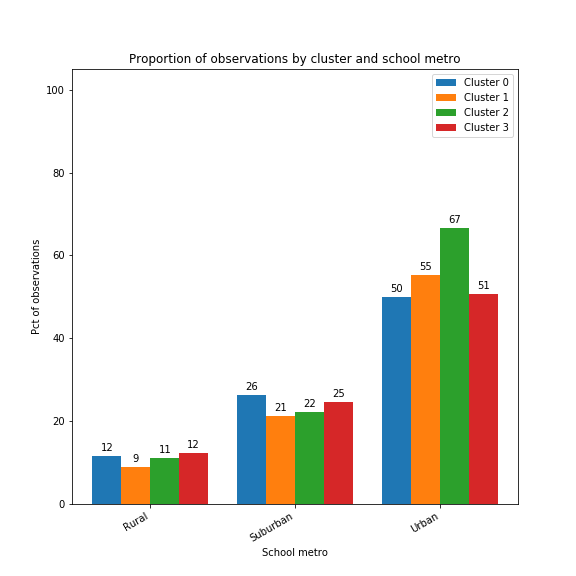 Proportion of observations by cluster and school metro
Cluster 0
Cluster 1
Cluster 2
Cluster 3
Pct of observations
100
80
60
40
20
0
12
9
11
12
26
21
22
25
50
55
67
51
Rural
Suburban
Urban
School metro